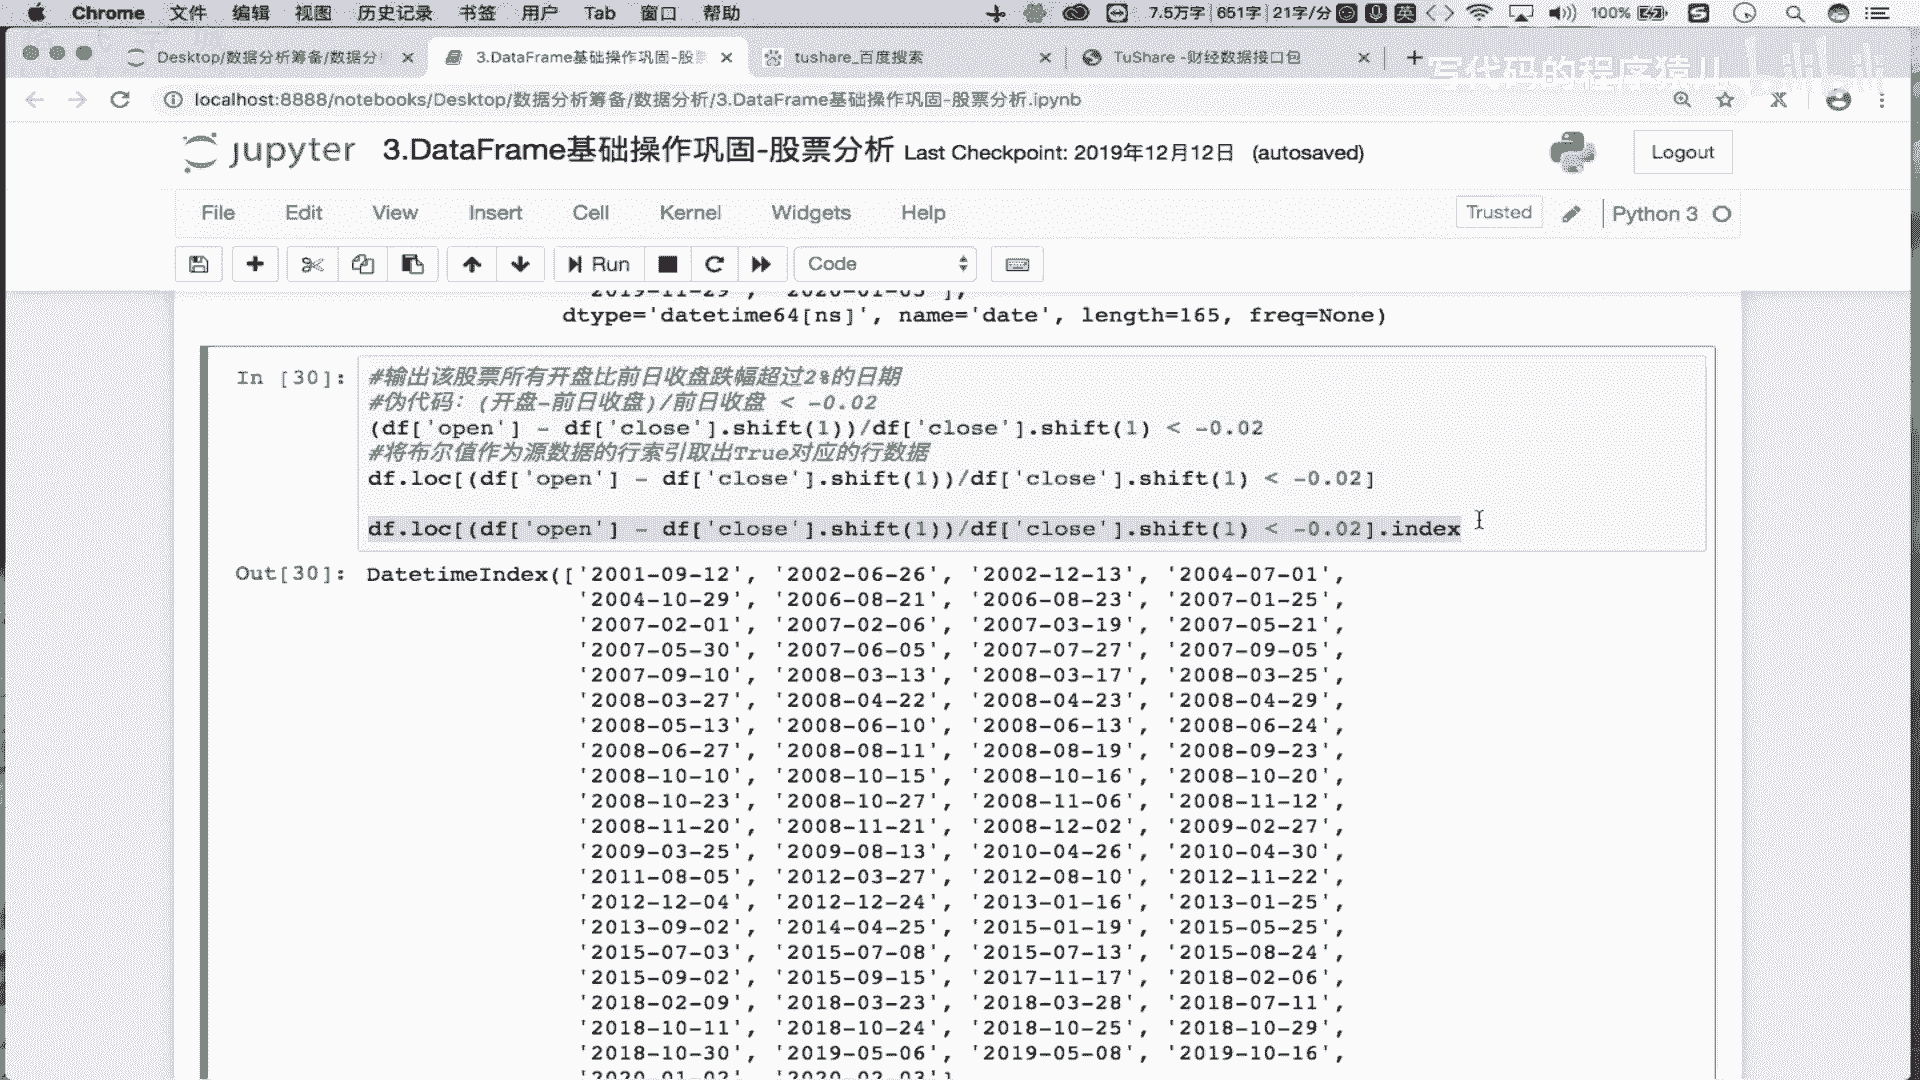 Chrome 文件 编辑 视图 历史记录 书签 用户 Tab 窗口 帮助 7.5万字 651字 21字/分 英 100%
Desktop/数据分析筹备/数据分 3.DataFrame基础操作巩固-股票 tushare_百度搜索 TuShare -财经数据接口包
写代码的程序猿儿
localhost:8888/notebooks/Desktop/数据分析筹备/数据分析/3.DataFrame基础操作巩固-股票分析.ipynb
jupyter 3.DataFrame基础操作巩固-股票分析 Last Checkpoint: 2019年12月12日 (autosaved) Logout
File Edit View Insert Cell Kernel Widgets Help Trusted Python 3
Run Code
'2019-11-29', '2020-01-03'],
dtype='datetime64[ns]', name='date', length=165, freq=None)
In [30]: #输出该股票所有开盘比前日收盘跌幅超过2%的日期
#伪代码：(开盘-前日收盘)/前日收盘 < -0.02
(df['open'] - df['close'].shift(1))/df['close'].shift(1) < -0.02
#将布尔值作为源数据的行索引取出True对应的行数据
df.loc[(df['open'] - df['close'].shift(1))/df['close'].shift(1) < -0.02]
df.loc[(df['open'] - df['close'].shift(1))/df['close'].shift(1) < -0.02].index
Out[30]: DatetimeIndex(['2001-09-12', '2002-06-26', '2002-12-13', '2004-07-01',
'2004-10-29', '2006-08-21', '2006-08-23', '2007-01-25',
'2007-02-01', '2007-02-06', '2007-03-19', '2007-05-21',
'2007-05-30', '2007-06-05', '2007-07-27', '2007-09-05',
'2007-09-10', '2008-03-13', '2008-03-17', '2008-03-25',
'2008-03-27', '2008-04-22', '2008-04-23', '2008-04-29',
'2008-05-13', '2008-06-10', '2008-06-13', '2008-06-24',
'2008-06-27', '2008-08-11', '2008-08-19', '2008-09-23',
'2008-10-10', '2008-10-15', '2008-10-16', '2008-10-20',
'2008-10-23', '2008-10-27', '2008-11-06', '2008-11-12',
'2008-11-20', '2008-11-21', '2008-12-02', '2009-02-27',
'2009-03-25', '2009-08-13', '2010-04-26', '2010-04-30',
'2011-08-05', '2012-03-27', '2012-08-10', '2012-11-22',
'2012-12-04', '2012-12-24', '2013-01-16', '2013-01-25',
'2013-09-02', '2014-04-25', '2015-01-19', '2015-05-25',
'2015-07-03', '2015-07-08', '2015-07-13', '2015-08-24',
'2015-09-02', '2015-09-15', '2017-11-17', '2018-02-06',
'2018-02-09', '2018-03-23', '2018-03-28', '2018-07-11',
'2018-10-11', '2018-10-24', '2018-10-25', '2018-10-29',
'2018-10-30', '2019-05-06', '2019-05-08', '2019-10-16',
'2020-01-02', '2020-02-03']